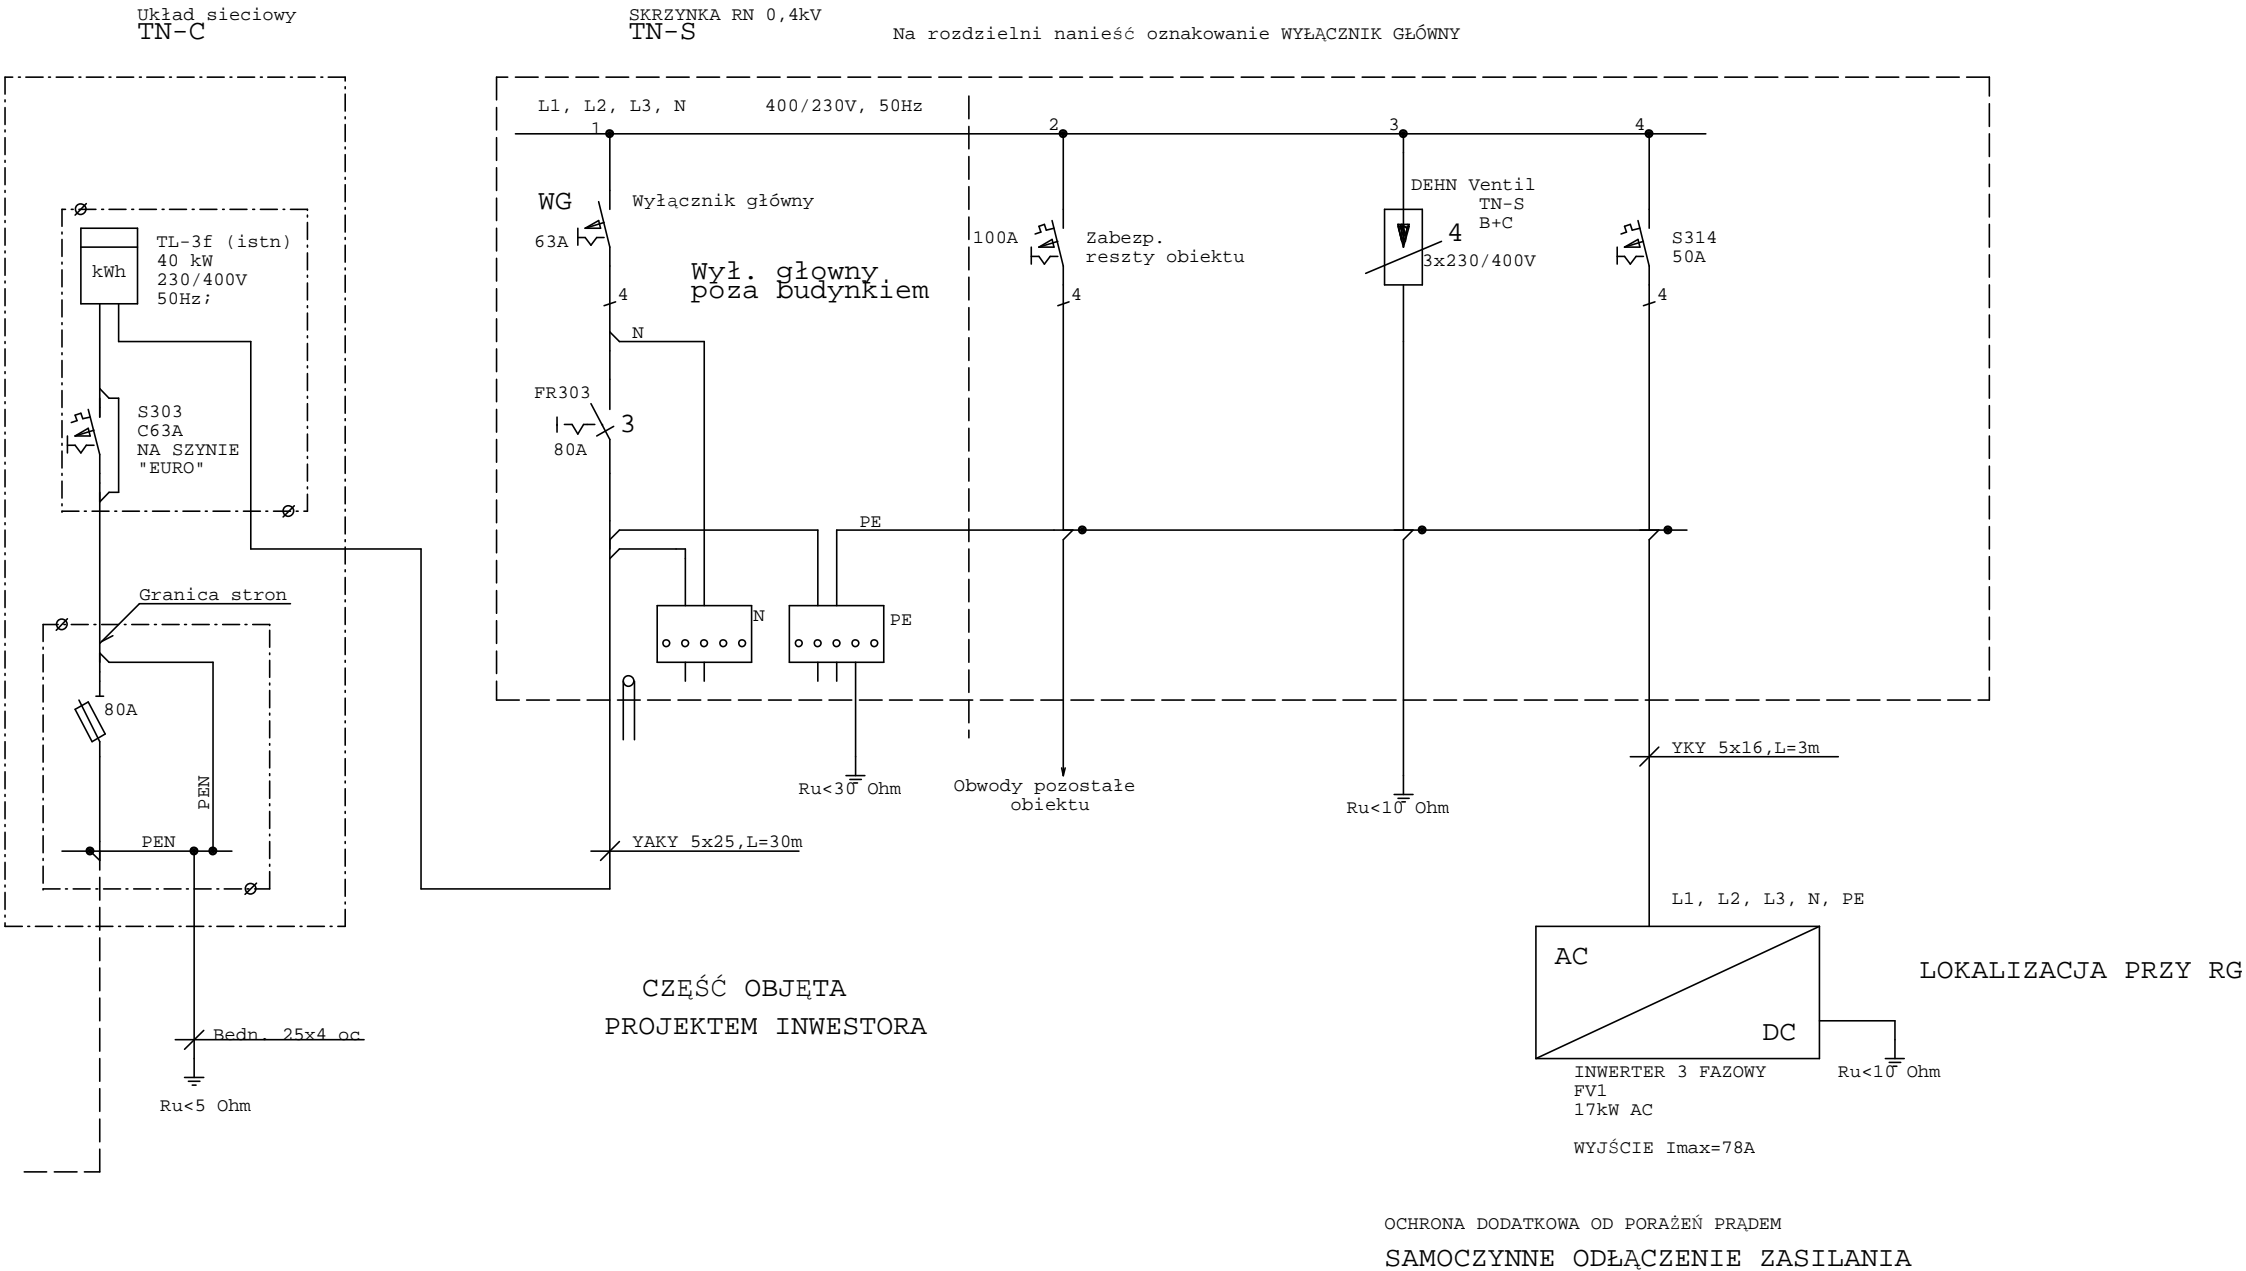 Układ sieciowy
TN-C
SKRZYNKA RN 0,4kV
TN-S
Na rozdzielni nanieść oznakowanie WYŁĄCZNIK GŁÓWNY
L1, L2, L3, N
400/230V, 50Hz
1
2
3
4
kWh
TL-3f (istn)
40 kW
230/400V
50Hz;
WG
Wyłącznik główny
63A
Wył. głowny
poza budynkiem
4
N
FR303
3
80A
100A
Zabezp.
reszty obiektu
4
DEHN Ventil
TN-S
B+C
4
3x230/400V
S314
50A
4
S303
C63A
NA SZYNIE
"EURO"
PE
Granica stron
N
PE
80A
PEN
PEN
Ru<30 Ohm
Obwody pozostałe
obiektu
Ru<10 Ohm
YKY 5x16,L=3m
YAKY 5x25,L=30m
L1, L2, L3, N, PE
AC
DC
LOKALIZACJA PRZY RG
CZĘŚĆ OBJĘTA
PROJEKTEM INWESTORA
Bedn. 25x4 oc
Ru<5 Ohm
INWERTER 3 FAZOWY
FV1
17kW AC
Ru<10 Ohm
WYJŚCIE Imax=78A
OCHRONA DODATKOWA OD PORAŻEŃ PRĄDEM
SAMOCZYNNE ODŁĄCZENIE ZASILANIA